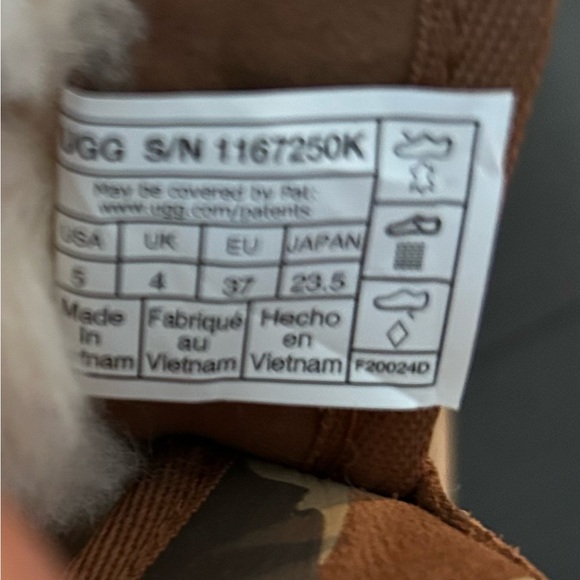 UGG S/N 1167250K
May be covered by Pat:
www.ugg.com/patents
USA UK EU JAPAN
5 4 37 23.5
Made Fabriqué Hecho
in au en
Vietnam Vietnam Vietnam
F20024D